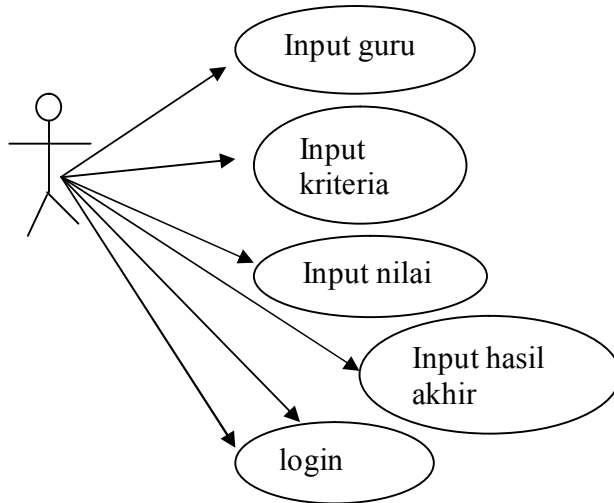 Input guru
Input
kriteria
Input nilai
Input hasil
akhir
login